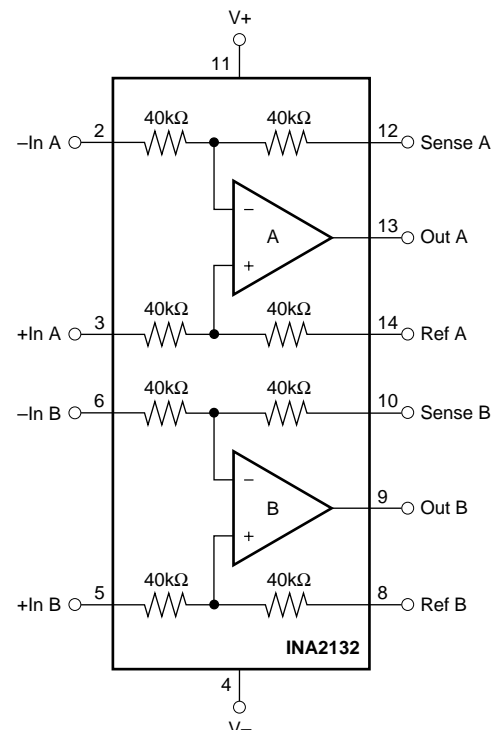 V+
11
40kΩ 40kΩ
–In A 2 12 Sense A
–
A 13 Out A
+
40kΩ 40kΩ
+In A 3 14 Ref A
40kΩ 40kΩ
–In B 6 10 Sense B
–
B 9 Out B
+
40kΩ 40kΩ
+In B 5 8 Ref B
INA2132
4
V–